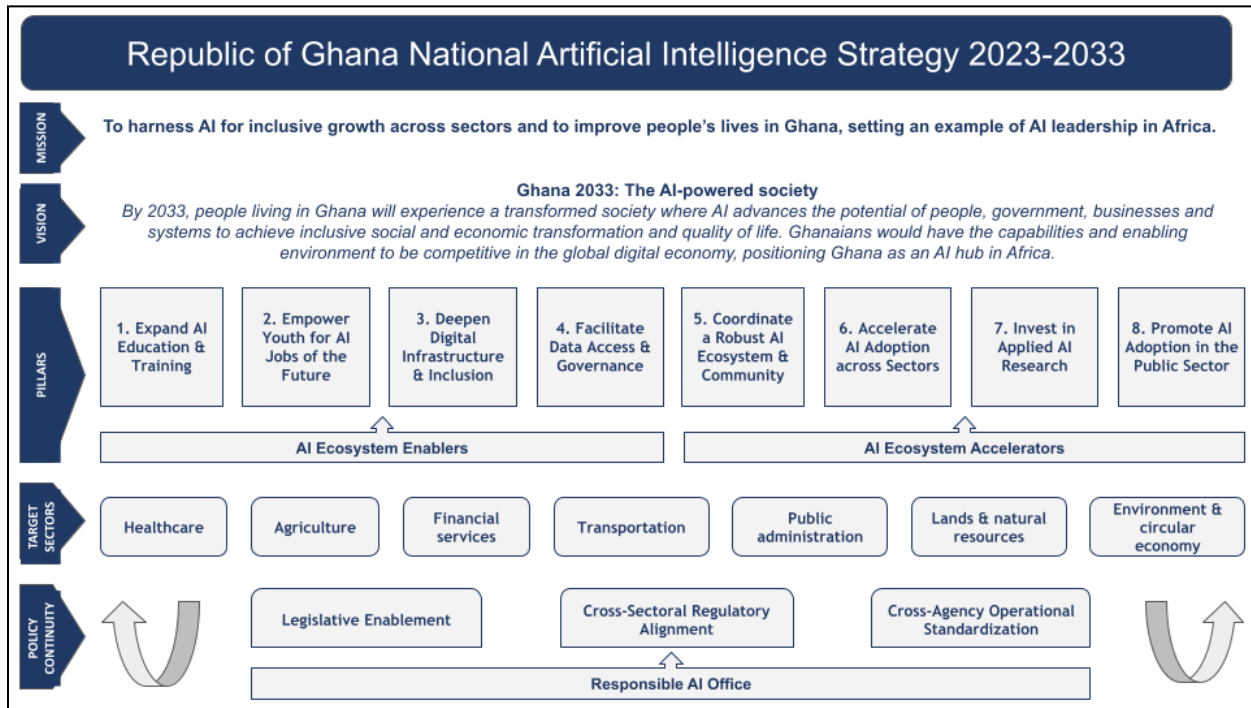 Republic of Ghana National Artificial Intelligence Strategy 2023-2033
MISSION
To harness AI for inclusive growth across sectors and to improve people's lives in Ghana, setting an example of AI leadership in Africa.
VISION
Ghana 2033: The AI-powered society
By 2033, people living in Ghana will experience a transformed society where AI advances the potential of people, government, businesses and
systems to achieve inclusive social and economic transformation and quality of life. Ghanaians would have the capabilities and enabling
environment to be competitive in the global digital economy, positioning Ghana as an AI hub in Africa.
PILLARS
1. Expand AI
Education &
Training
2. Empower
Youth for AI
Jobs of the
Future
3. Deepen
Digital
Infrastructure
& Inclusion
4. Facilitate
Data Access &
Governance
5. Coordinate
a Robust AI
Ecosystem &
Community
6. Accelerate
AI Adoption
across Sectors
7. Invest in
Applied AI
Research
8. Promote AI
Adoption in the
Public Sector
AI Ecosystem Enablers
AI Ecosystem Accelerators
TARGET
SECTORS
Healthcare
Agriculture
Financial
services
Transportation
Public
administration
Lands & natural
resources
Environment &
circular
economy
POLICY
CONTINUITY
Legislative Enablement
Cross-Sectoral Regulatory
Alignment
Cross-Agency Operational
Standardization
Responsible AI Office